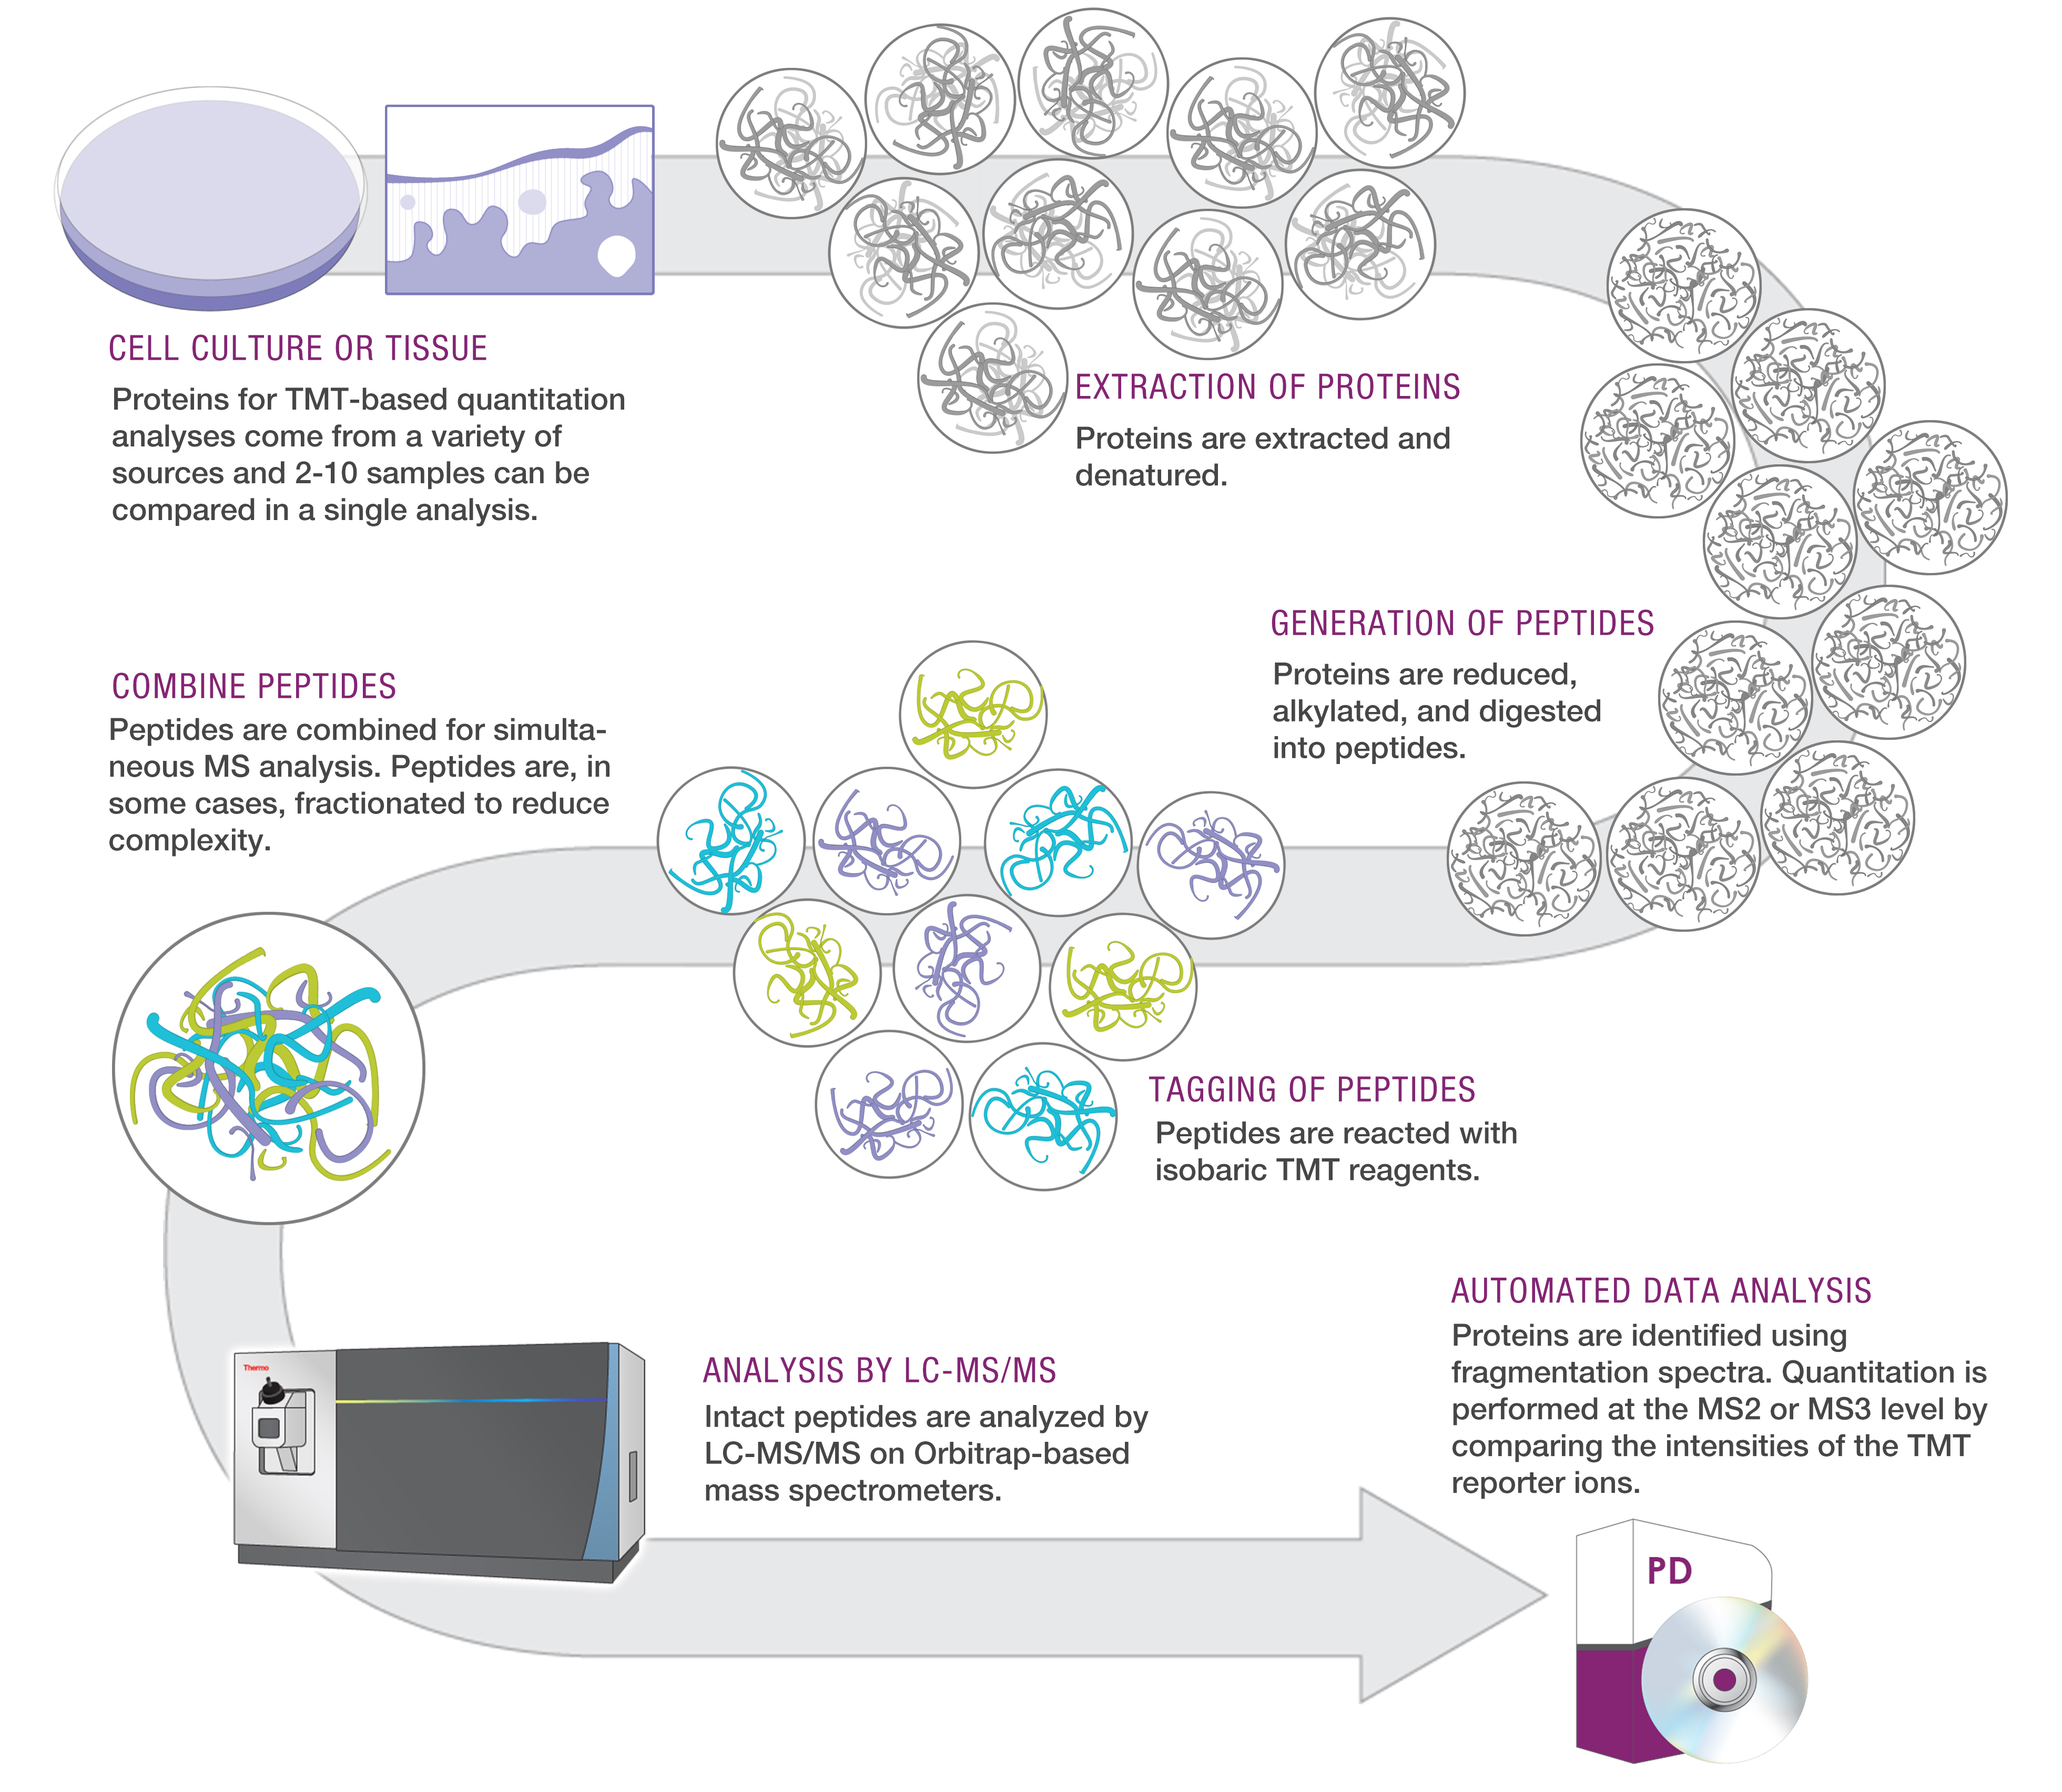 CELL CULTURE OR TISSUE
Proteins for TMT-based quantitation
analyses come from a variety of
sources and 2-10 samples can be
compared in a single analysis.
EXTRACTION OF PROTEINS
Proteins are extracted and
denatured.
GENERATION OF PEPTIDES
Proteins are reduced,
alkylated, and digested
into peptides.
TAGGING OF PEPTIDES
Peptides are reacted with
isobaric TMT reagents.
COMBINE PEPTIDES
Peptides are combined for simulta-
neous MS analysis. Peptides are, in
some cases, fractionated to reduce
complexity.
Thermo
ANALYSIS BY LC-MS/MS
Intact peptides are analyzed by
LC-MS/MS on Orbitrap-based
mass spectrometers.
AUTOMATED DATA ANALYSIS
Proteins are identified using
fragmentation spectra. Quantitation is
performed at the MS2 or MS3 level by
comparing the intensities of the TMT
reporter ions.
PD